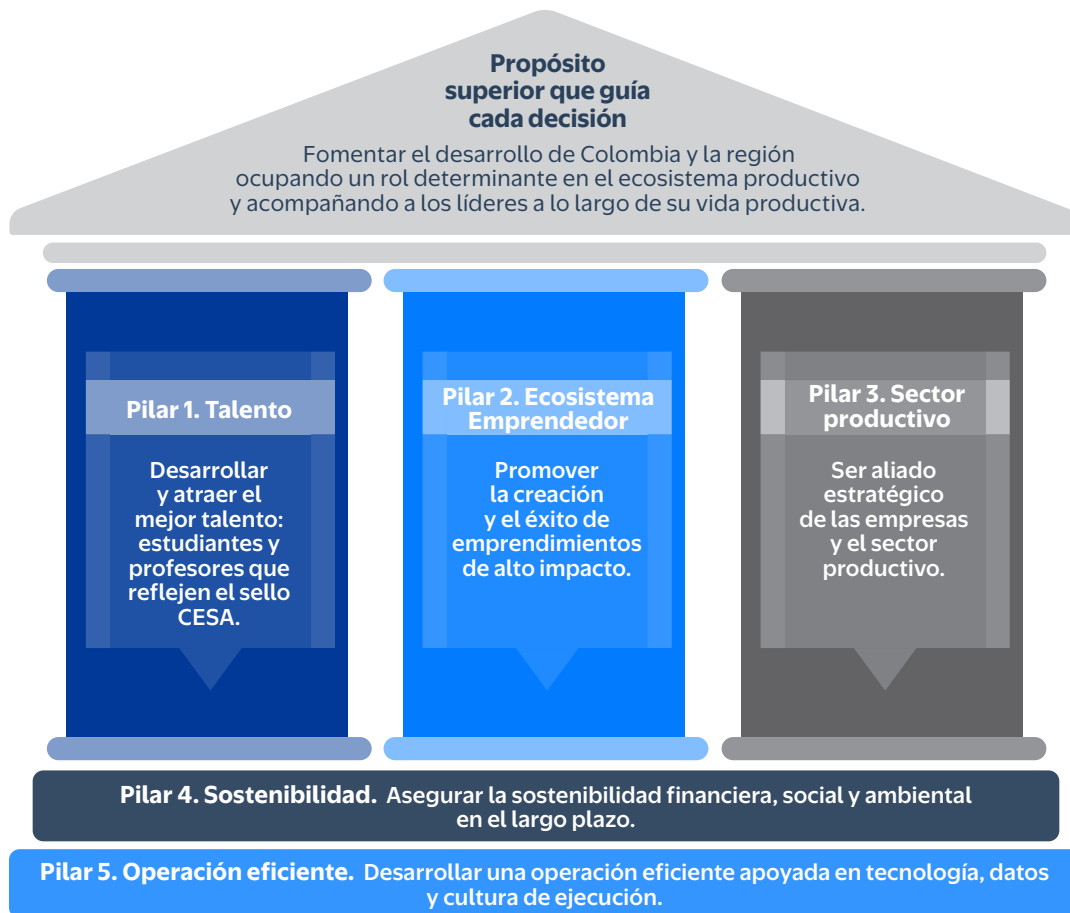 Propósito
superior que guía
cada decisión
Fomentar el desarrollo de Colombia y la región
ocupando un rol determinante en el ecosistema productivo
y acompañando a los líderes a lo largo de su vida productiva.
Pilar 1. Talento
Desarrollar
y atraer el
mejor talento:
estudiantes y
profesores que
reflejen el sello
CESA.
Pilar 2. Ecosistema
Emprendedor
Promover
la creación
y el éxito de
emprendimientos
de alto impacto.
Pilar 3. Sector
productivo
Ser aliado
estratégico
de las empresas
y el sector
productivo.
Pilar 4. Sostenibilidad. Asegurar la sostenibilidad financiera, social y ambiental
en el largo plazo.
Pilar 5. Operación eficiente. Desarrollar una operación eficiente apoyada en tecnología, datos
y cultura de ejecución.